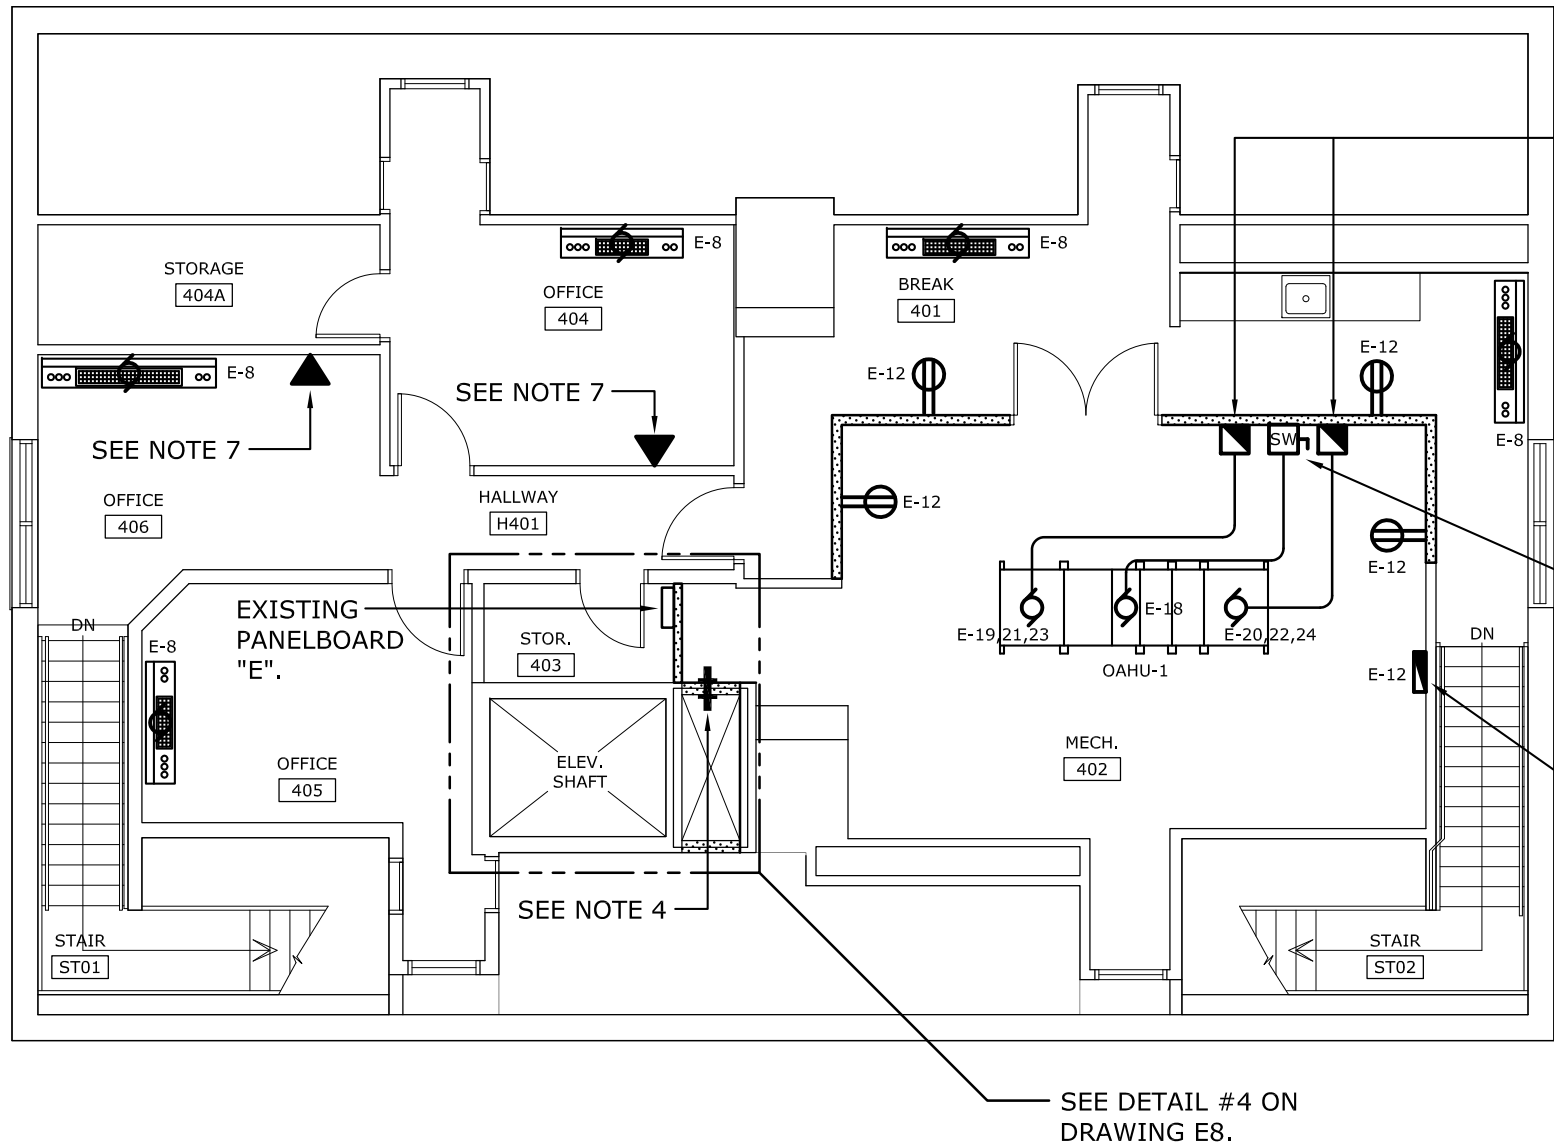 E-8
E-8
STORAGE
404A
OFFICE
404
BREAK
401
E-12
E-12
E-8
SEE NOTE 7
SEE NOTE 7
E-8
SW
OFFICE
406
HALLWAY
H401
E-12
E-12
EXISTING
PANELBOARD
"E".
E-18
E-19,21,23
E-20,22,24
OAHU-1
DN
E-8
STOR.
403
DN
E-12
OFFICE
405
ELEV.
SHAFT
MECH.
402
SEE NOTE 4
STAIR
ST01
STAIR
ST02
SEE DETAIL #4 ON
DRAWING E8.